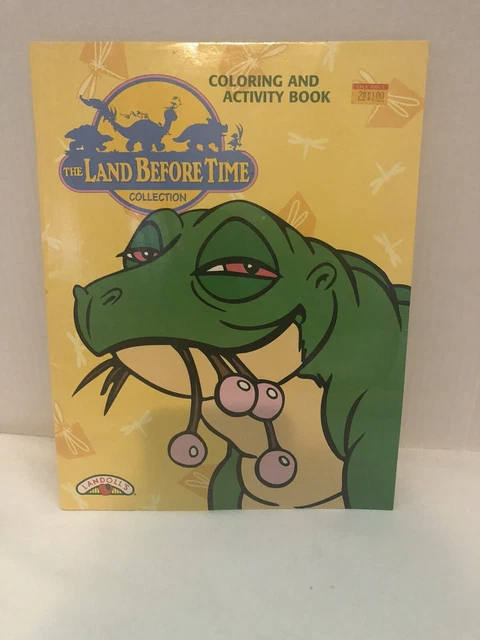 COLORING AND
ACTIVITY BOOK
THE LAND BEFORE TIME
COLLECTION
LANDOLL'S